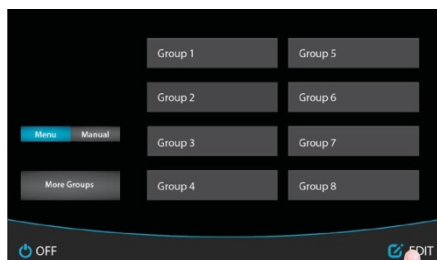 Group 1
Group 5
Group 2
Group 6
Menu
Manual
Group 3
Group 7
More Groups
Group 4
Group 8
OFF
EDIT